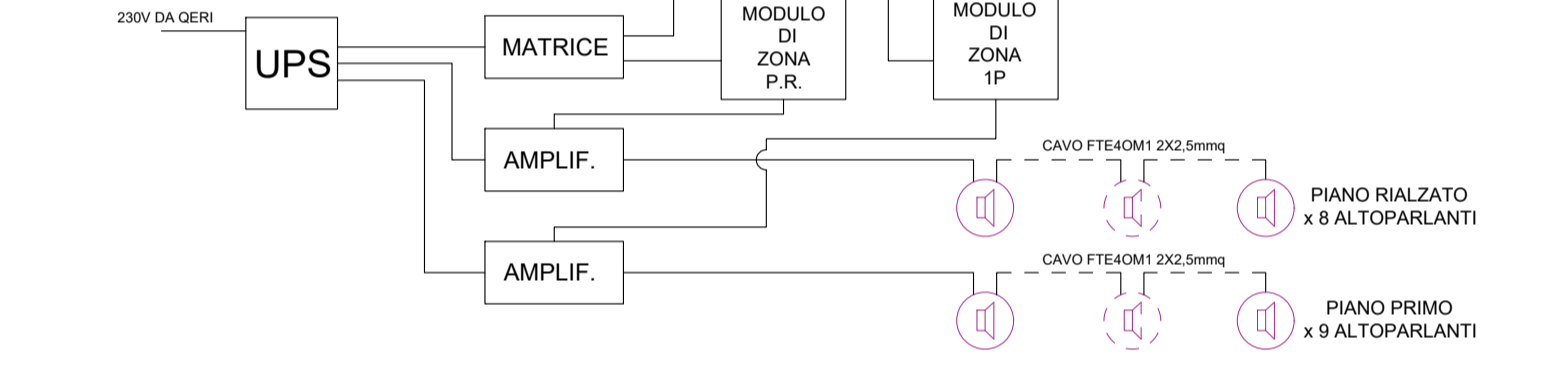 230V DA QERI
UPS
MATRICE
MODULO
DI
ZONA
P.R.
MODULO
DI
ZONA
1P
AMPLIF.
CAVO FTE4OM1 2X2,5mmq
PIANO RIALZATO
x 8 ALTOPARLANTI
AMPLIF.
CAVO FTE4OM1 2X2,5mmq
PIANO PRIMO
x 9 ALTOPARLANTI